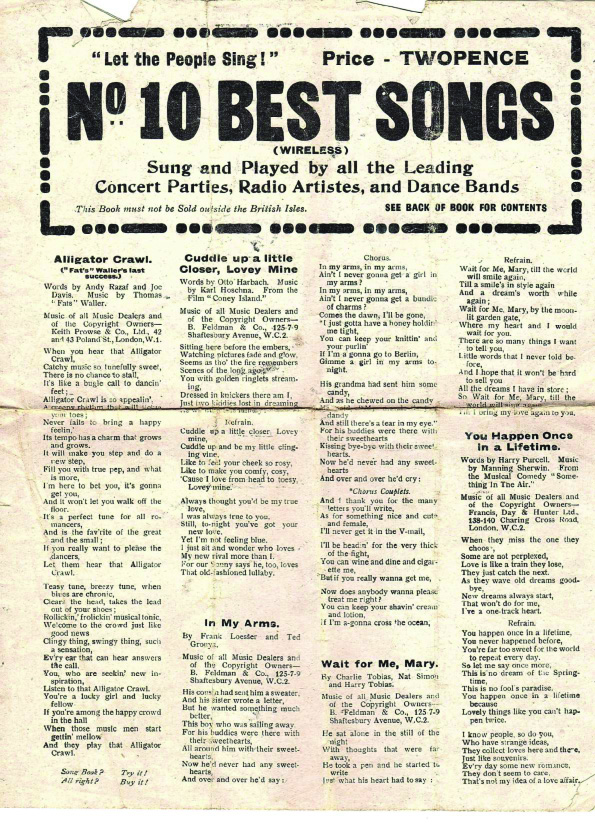 "Let the People Sing!" Price - TWOPENCE
Nº 10 BEST SONGS
(WIRELESS)
Sung and Played by all the Leading
Concert Parties, Radio Artistes, and Dance Bands
This Book must not be Sold outside the British Isles. SEE BACK OF BOOK FOR CONTENTS
Alligator Crawl.
("Fat's" Waller's last
success.)
Words by Andy Razaf and Joe
Davis. Music by Thomas
"Fats" Waller.
Music of all Music Dealers and
of the Copyright Owners—
Keith Prowse & Co., Ltd., 42
and 43 Poland St., London, W.1.
When you hear that Alligator
Crawl,
Catchy music so tunefully sweet,
There is no chance to stall,
It's like a bugle call to dancin'
feet;
Alligator Crawl is so appealin',
A creepy rhythm that will
your toes;
Never fails to bring a happy
feelin',
Its tempo has a charm that grows
and grows.
It will make you step and do a
new step,
Fill you with true pep, and what
is more,
I'm here to bet you, it's gonna
get you,
And it won't let you walk off the
floor.
It's a perfect tune for all ro-
mancers,
And is the fav'rite of the great
and the small;
If you really want to please the
dancers,
Let them hear that Alligator
Crawl.
Teasy tune, breezy tune, when
blues are chronic,
Clears the head, takes the lead
out of your shoes;
Rollickin', frolickin' musical tonic,
Welcome to the crowd just like
good news
Clingy thing, swingy thing, such
a sensation,
Ev'ry ear that can hear answers
the call.
You, who are seekin' new in-
spiration,
Listen to that Aligator Crawl.
You're a lucky girl and lucky
fellow
If you're among the happy crowd
in the hall
When those music men start
gettin' mellow
And they play that Alligator
Crawl.
Song Book? Try it!
All right? Buy it!
Cuddle up a little
Closer, Lovey Mine
Words by Otto Harbach. Music
by Karl Hoschna. From the
Film "Coney Island."
Music of all Music Dealers and
of the Copyright Owners—
B. Feldman & Co., 125-7-9
Shaftesbury Avenue, W.C.2.
Sitting here before the embers,
Watching pictures fade and glow,
Seems as tho' the fire remembers
Scenes of the long ago
You with golden ringlets stream-
ing,
Dressed in knickers there am I,
Just two kiddies lost in dreaming
Refrain.
Cuddle up a little closer, Lovey
mine,
Cuddle up and be my little cling-
ing vine,
Like to feel your cheek so rosy,
Like to make you comfy, cosy,
'Cause I love from head to toesy,
Lovey mine.
Always thought you'd be my true
love,
I was always true to you.
Still, to-night you've got your
new love.
Yet I'm not feeling blue.
I just sit and wonder who loves
My new rival more than I.
For our Sonny says he, too, loves
That old-fashioned lullaby.
In My Arms.
By Frank Loesser and Ted
Grouya.
Music of all Music Dealers and
of the Copyright Owners—
B. Feldman & Co., 125-7-9
Shaftesbury Avenue, W.C.2.
His cousin had sent him a sweater,
And his sister wrote a letter,
But he wanted something much
better,
This boy who was sailing away.
For his buddies were there with
their sweethearts,
All around him with their sweet-
hearts,
Now he'd never had any sweet-
hearts,
And over and over he'd say:
Chorus.
In my arms, in my arms,
Ain't I never gonna get a girl in
my arms?
In my arms, in my arms,
Ain't I never gonna get a bundle
of charms?
Comes the dawn, I'll be gone,
I just gotta have a honey holdin'
me tight,
You can keep your knittin' and
your purlin'
If I'm a gonna go to Berlin,
Gimme a girl in my arms to-
night.
His grandma had sent him some
candy,
And as he chewed on the candy
candy
And still there's a tear in my eye."
For his buddies were there with
their sweethearts
Kissing bye-bye with their sweet-
hearts,
Now he'd never had any sweet-
hearts
And over and over he'd cry:
"Chorus Couplets.
And I thank you for the many
letters you'll write,
As for something nice and cute
and female,
I'll never get it in the V-mail,
I'll be headin' for the very thick
of the fight,
You can wine and dine and cigar-
ette me,
But if you really wanna get me,
Now does anybody wanna please
treat me right?
You can keep your shavin' cream
and lotion,
If I'm a-gonna cross the ocean,
Wait for Me, Mary.
By Charlie Tobias, Nat Simon
and Harry Tobias.
Music of all Music Dealers and
of the Copyright Owners—
B. Feldman & Co., 125 7-9
Shaftesbury Avenue, W.C.2.
He sat alone in the still of the
night
With thoughts that were far
away,
He took a pen and he started to
write
Just what his heart had to say:
Refrain.
Wait for Me, Mary, till the world
will smile again,
Till a smile's in style again
And a dream's worth while
again;
Wait for Me, Mary, by the moon-
lit garden gate,
Where my heart and I would
wait for you.
There are so many things I want
to tell you,
Little words that I never told be-
fore,
And I hope that it won't be hard
to sell you
All the dreams I have in store;
So Wait for Me, Mary, till the
world will smile again
Till I bring my love again to you.
You Happen Once
in a Lifetime.
Words by Harry Purcell. Music
by Manning Sherwin. From
the Musical Comedy "Some-
thing In The Air."
Music of all Music Dealers and
of the Copyright Owners—
Francis, Day & Hunter Ltd.,
138-140 Charing Cross Road,
London, W.C.2.
When they miss the one they
choose,
Some are not perplexed,
Love is like a train they lose,
They just catch the next.
As they wave old dreams good-
bye,
New dreams always start,
That won't do for me,
I've a one-track heart.
Refrain.
You happen once in a lifetime,
You never happened before,
You're far too sweet for the world
to repeat every day.
So let me say once more,
This is no dream of the Spring-
time,
This is no fool's paradise.
You happen once in a lifetime
because
Lovely things like you can't hap-
pen twice.
I know people, so do you,
Who have strange ideas,
They collect loves here and there,
Just like souvenirs.
Ev'ry day some new romance,
They don't seem to care.
That's not my idea of a love affair.